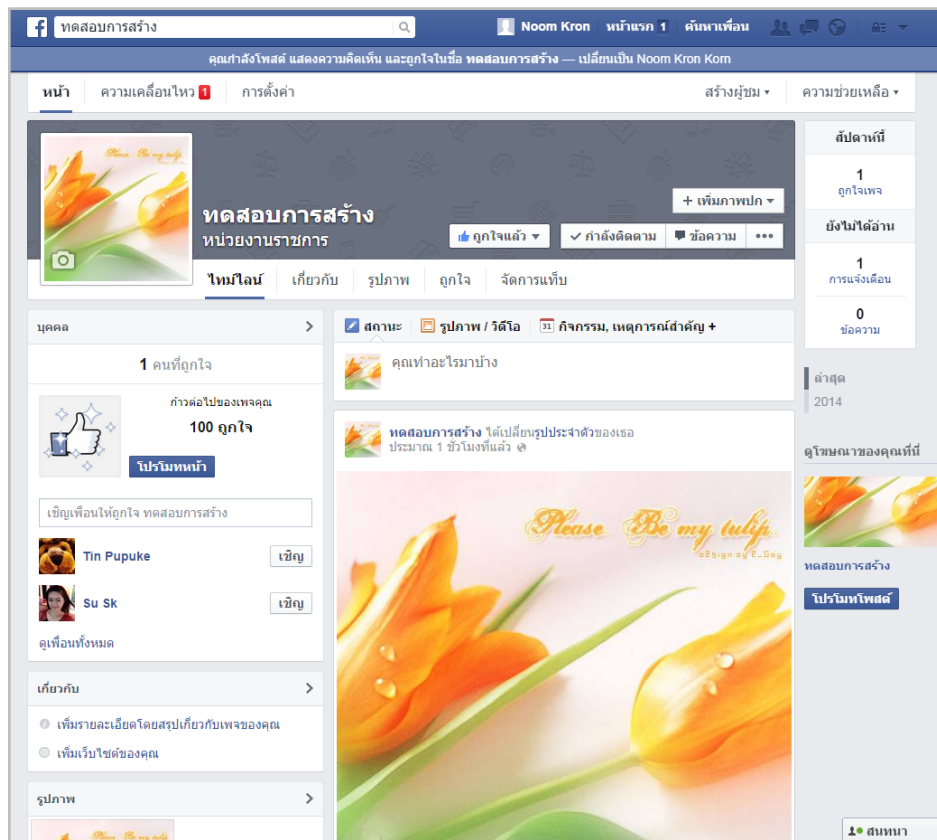 ทดสอบการสร้าง
Noom Kron หน้าแรก 1 ค้นหาเพื่อน
คุณกำลังโพสต์ แสดงความคิดเห็น และถูกใจในชื่อ ทดสอบการสร้าง — เปลี่ยนเป็น Noom Kron Kom
หน้า ความเคลื่อนไหว 1 การตั้งค่า สร้างผู้ชม ความช่วยเหลือ
Please Be my tulip
ทดสอบการสร้าง
หน่วยงานราชการ
+ เพิ่มภาพปก
ถูกใจแล้ว กำลังติดตาม ข้อความ •••
ไทม์ไลน์ เกี่ยวกับ รูปภาพ ถูกใจ จัดการแท็บ
สัปดาห์นี้
1
ถูกใจเพจ
ยังไม่ได้อ่าน
1
การแจ้งเตือน
0
ข้อความ
ล่าสุด
2014
บุคคล
1 คนที่ถูกใจ
ก้าวต่อไปของเพจคุณ
100 ถูกใจ
โปรโมทหน้า
เชิญเพื่อนให้ถูกใจ ทดสอบการสร้าง
Tin Pupuke เชิญ
Su Sk เชิญ
ดูเพื่อนทั้งหมด
เกี่ยวกับ
เพิ่มรายละเอียดโดยสรุปเกี่ยวกับเพจของคุณ
เพิ่มเว็บไซต์ของคุณ
รูปภาพ
Please Be my tulip
สถานะ รูปภาพ / วิดีโอ 31 กิจกรรม, เหตุการณ์สำคัญ +
คุณทำอะไรมาบ้าง
ทดสอบการสร้าง ได้เปลี่ยนรูปประจำตัวของเธอ
ประมาณ 1 ชั่วโมงที่แล้ว
Please Be my tulip
ดูโฆษณาของคุณที่นี่
ทดสอบการสร้าง
โปรโมทโพสต์
สนทนา